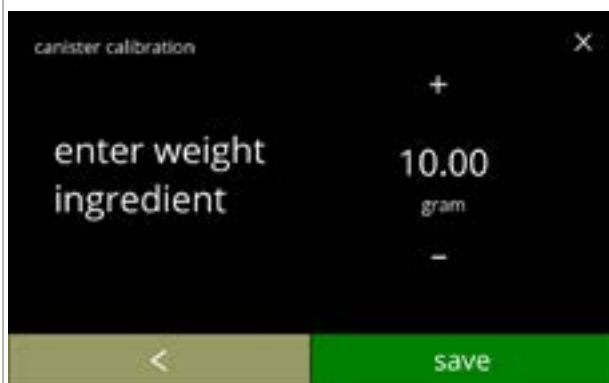 canister calibration
×
enter weight
ingredient
+
10.00
gram
−
<
save